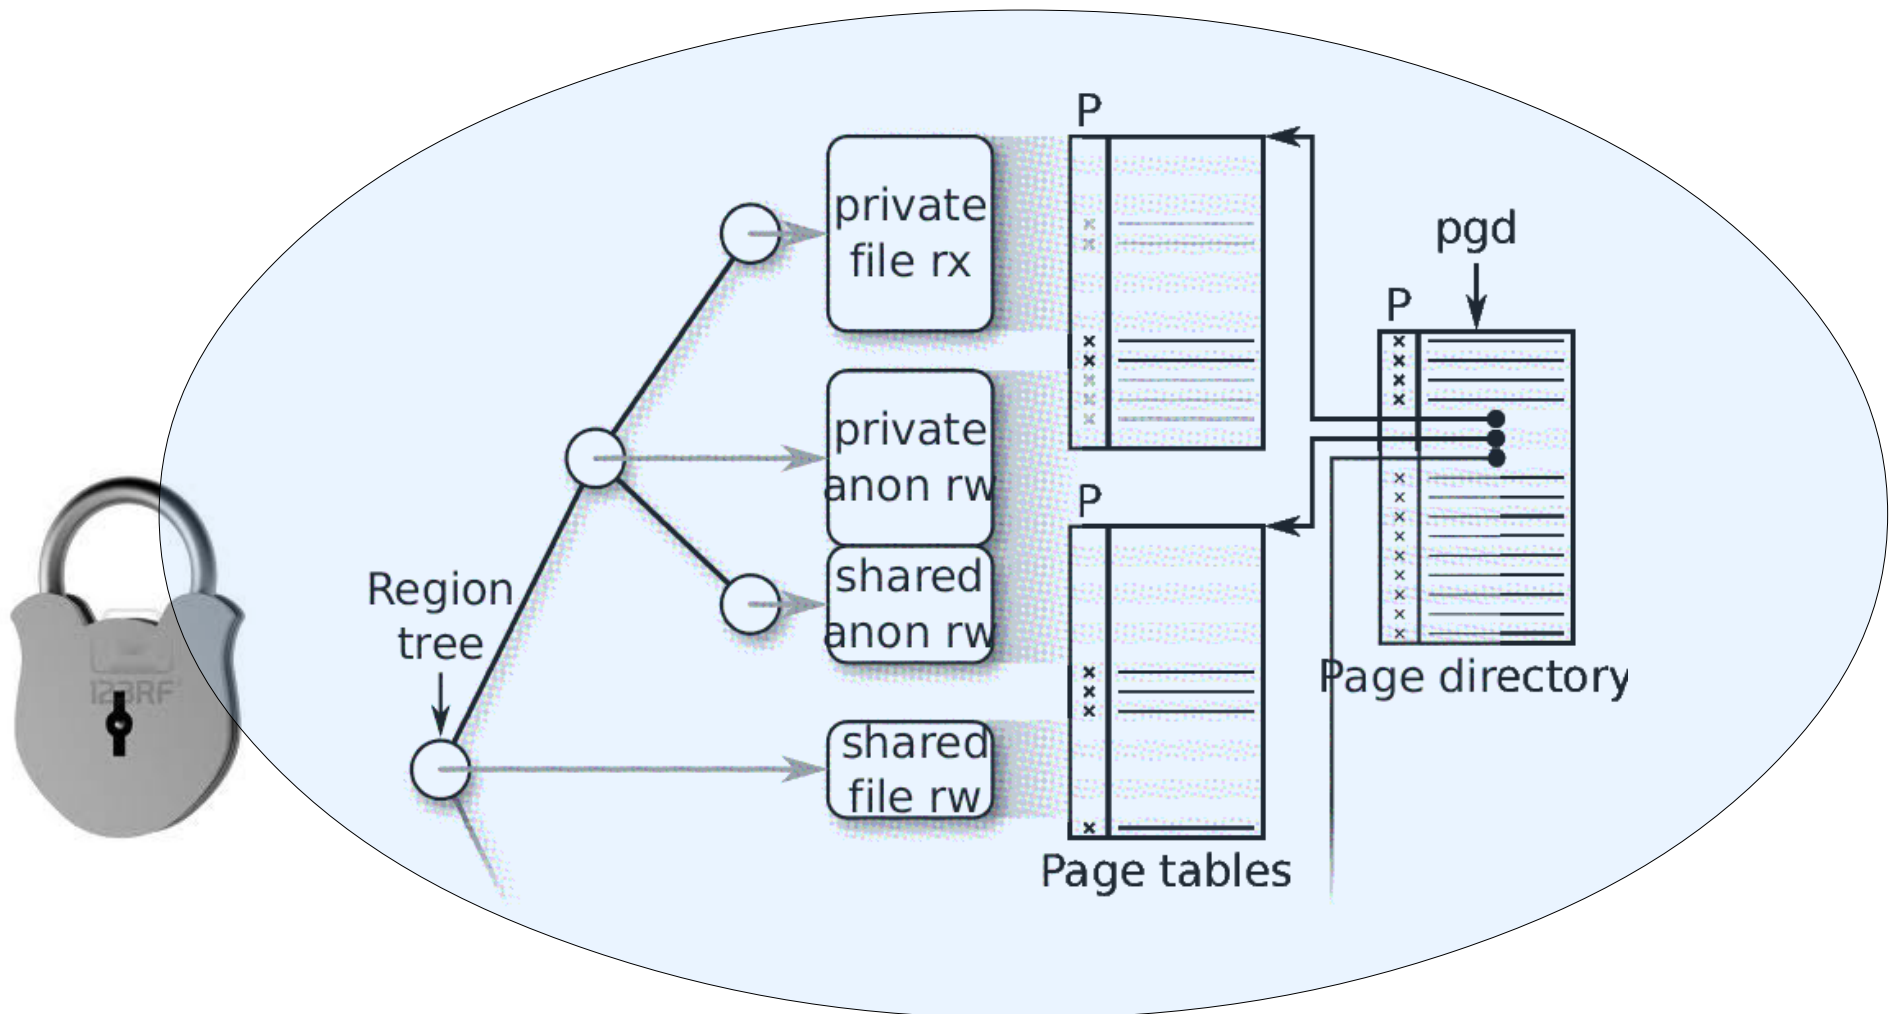 P
private
file rx
pgd
P
private
anon rw
P
shared
anon rw
Region
tree
Page directory
123RF
shared
file rw
Page tables